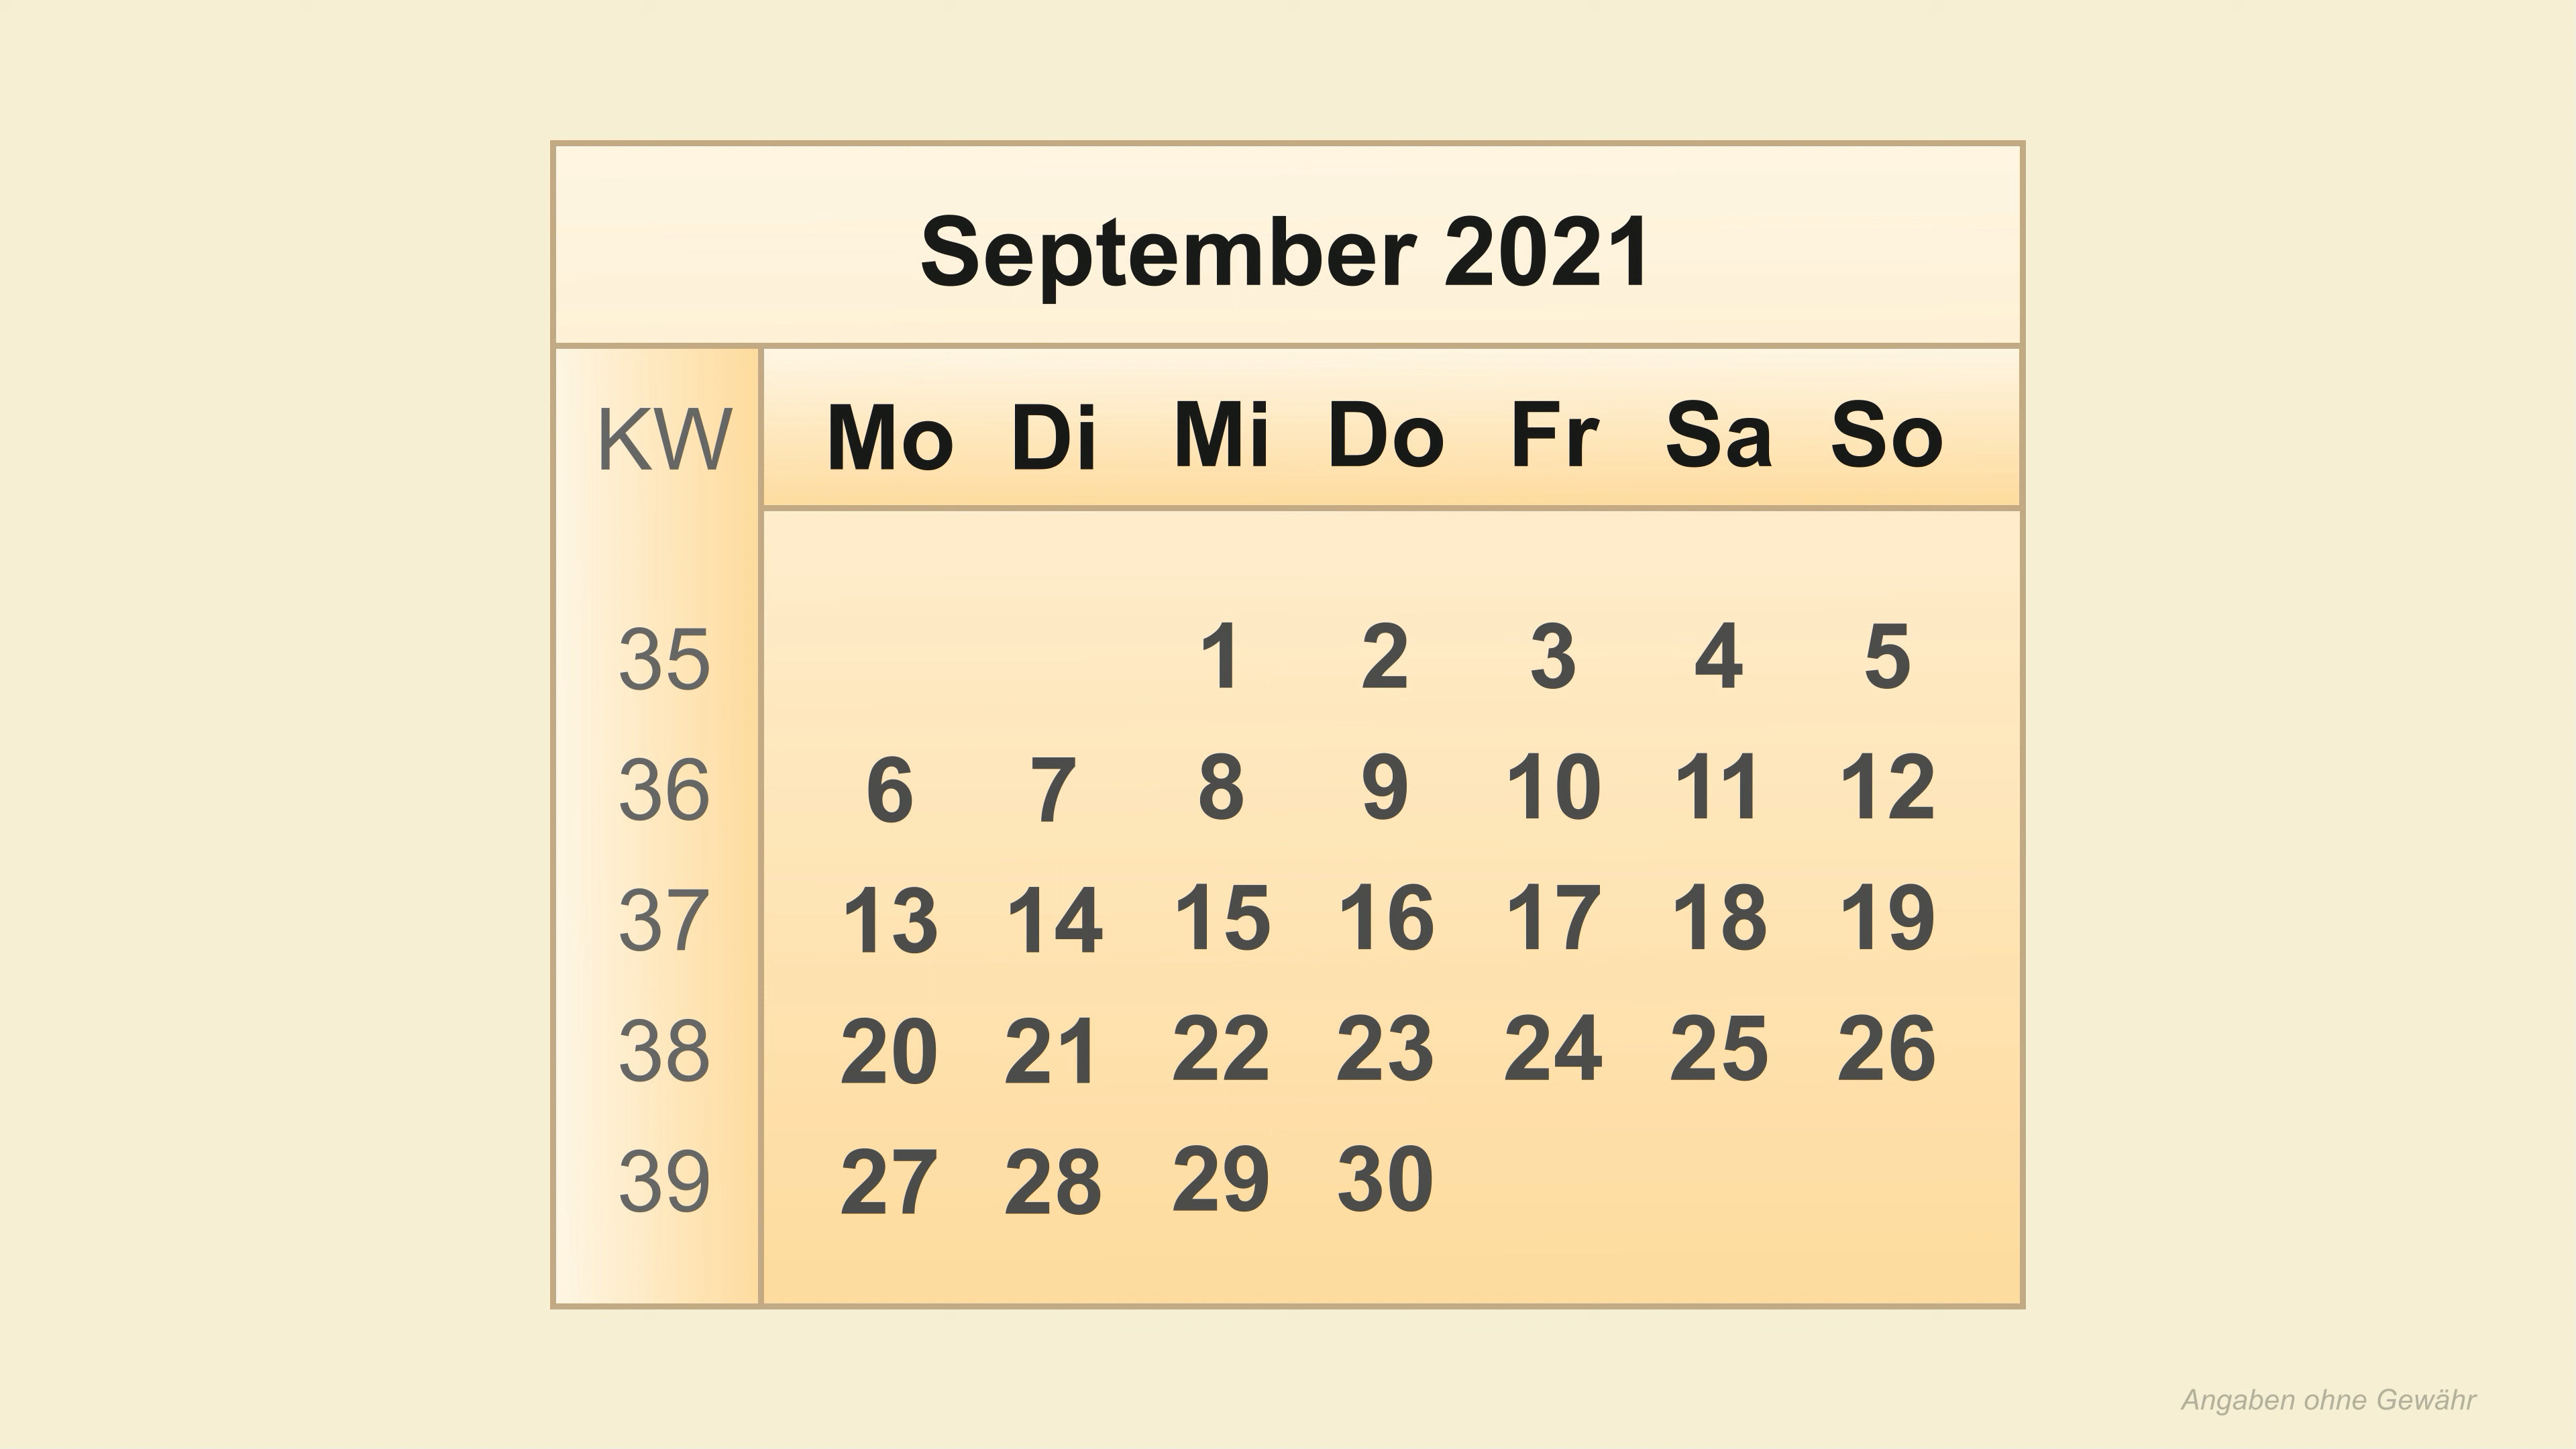 September 2021
KW Mo Di Mi Do Fr Sa So
35 1 2 3 4 5
36 6 7 8 9 10 11 12
37 13 14 15 16 17 18 19
38 20 21 22 23 24 25 26
39 27 28 29 30
Angaben ohne Gewähr